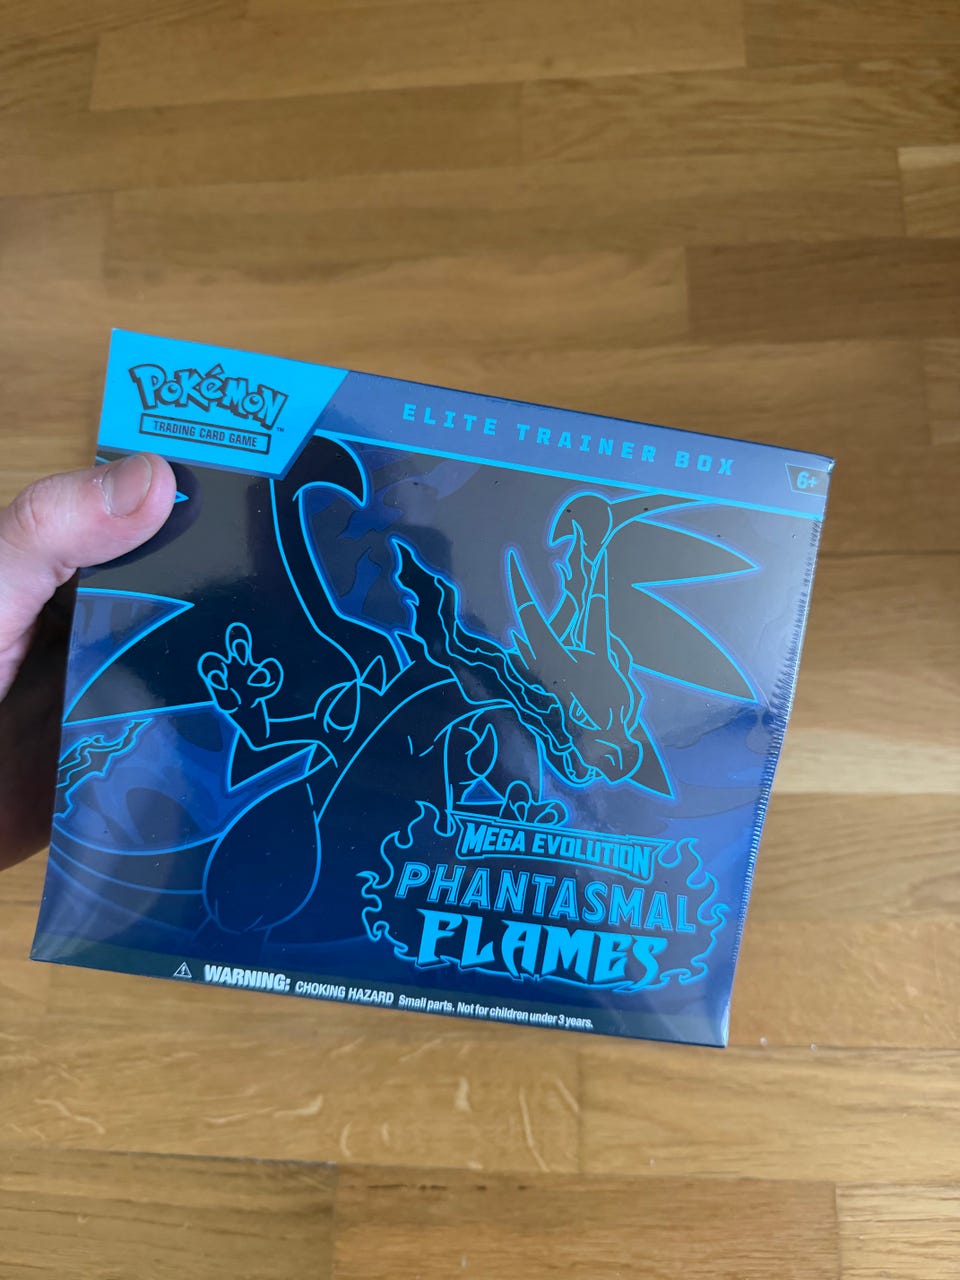 POKéMON™
TRADING CARD GAME
ELITE TRAINER BOX
6+
MEGA EVOLUTION
PHANTASMAL
FLAMES
WARNING: CHOKING HAZARD Small parts. Not for children under 3 years.